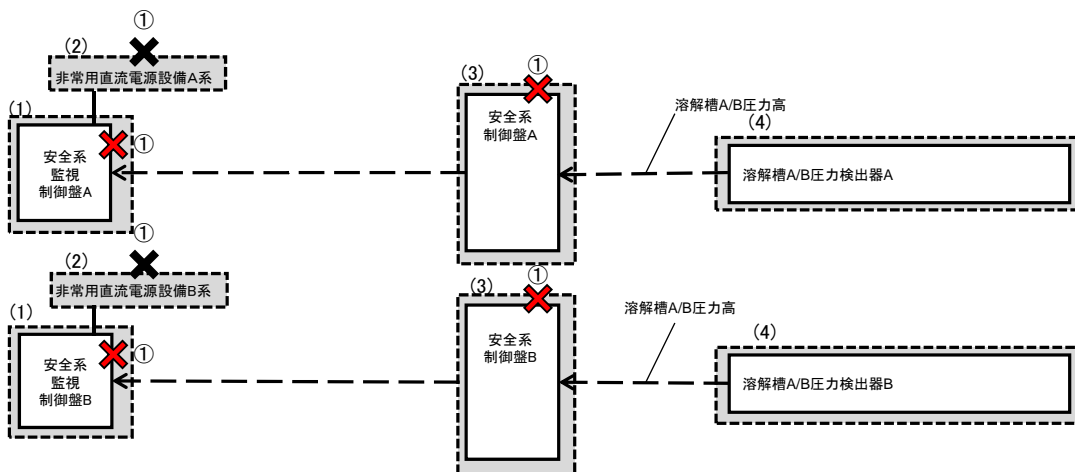 ①
(2)
非常用直流電源設備A系
(1)
安全系
監視
制御盤A
①
(3)
①
安全系
制御盤A
溶解槽A/B圧力高
(4)
溶解槽A/B圧力検出器A
①
(2)
非常用直流電源設備B系
(1)
安全系
監視
制御盤B
①
(3)
①
安全系
制御盤B
溶解槽A/B圧力高
(4)
溶解槽A/B圧力検出器B